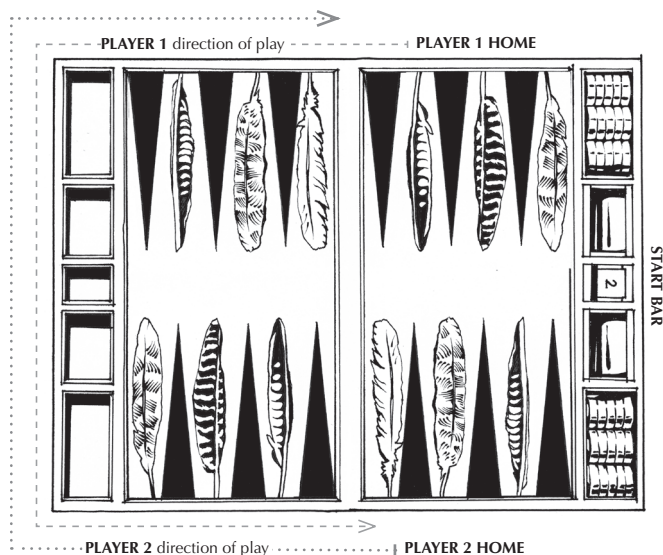 PLAYER 1 direction of play
PLAYER 1 HOME
2
START BAR
PLAYER 2 direction of play
PLAYER 2 HOME